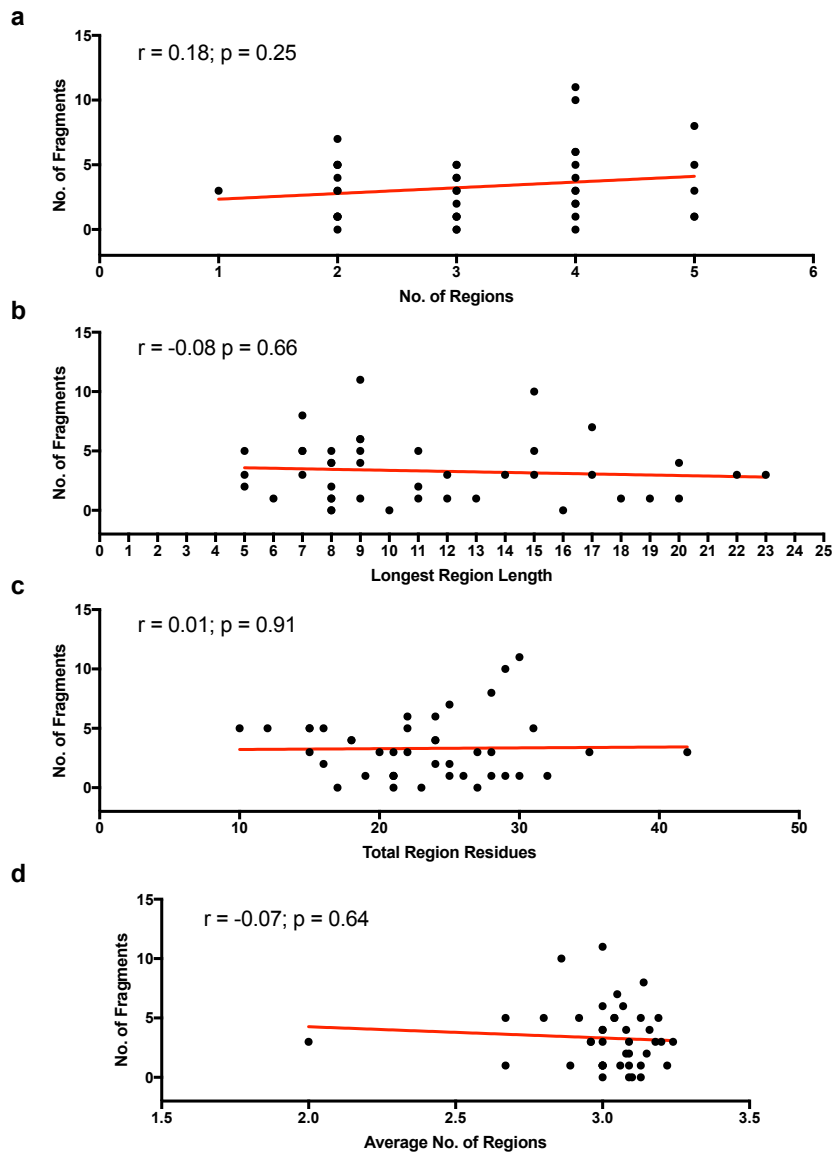 a
r = 0.18; p = 0.25
No. of Fragments
15
10
5
0
0 1 2 3 4 5 6
No. of Regions
b
r = -0.08 p = 0.66
No. of Fragments
15
10
5
0
0 1 2 3 4 5 6 7 8 9 10 11 12 13 14 15 16 17 18 19 20 21 22 23 24 25
Longest Region Length
c
r = 0.01; p = 0.91
No. of Fragments
15
10
5
0
0 10 20 30 40 50
Total Region Residues
d
r = -0.07; p = 0.64
No. of Fragments
15
10
5
0
1.5 2.0 2.5 3.0 3.5
Average No. of Regions